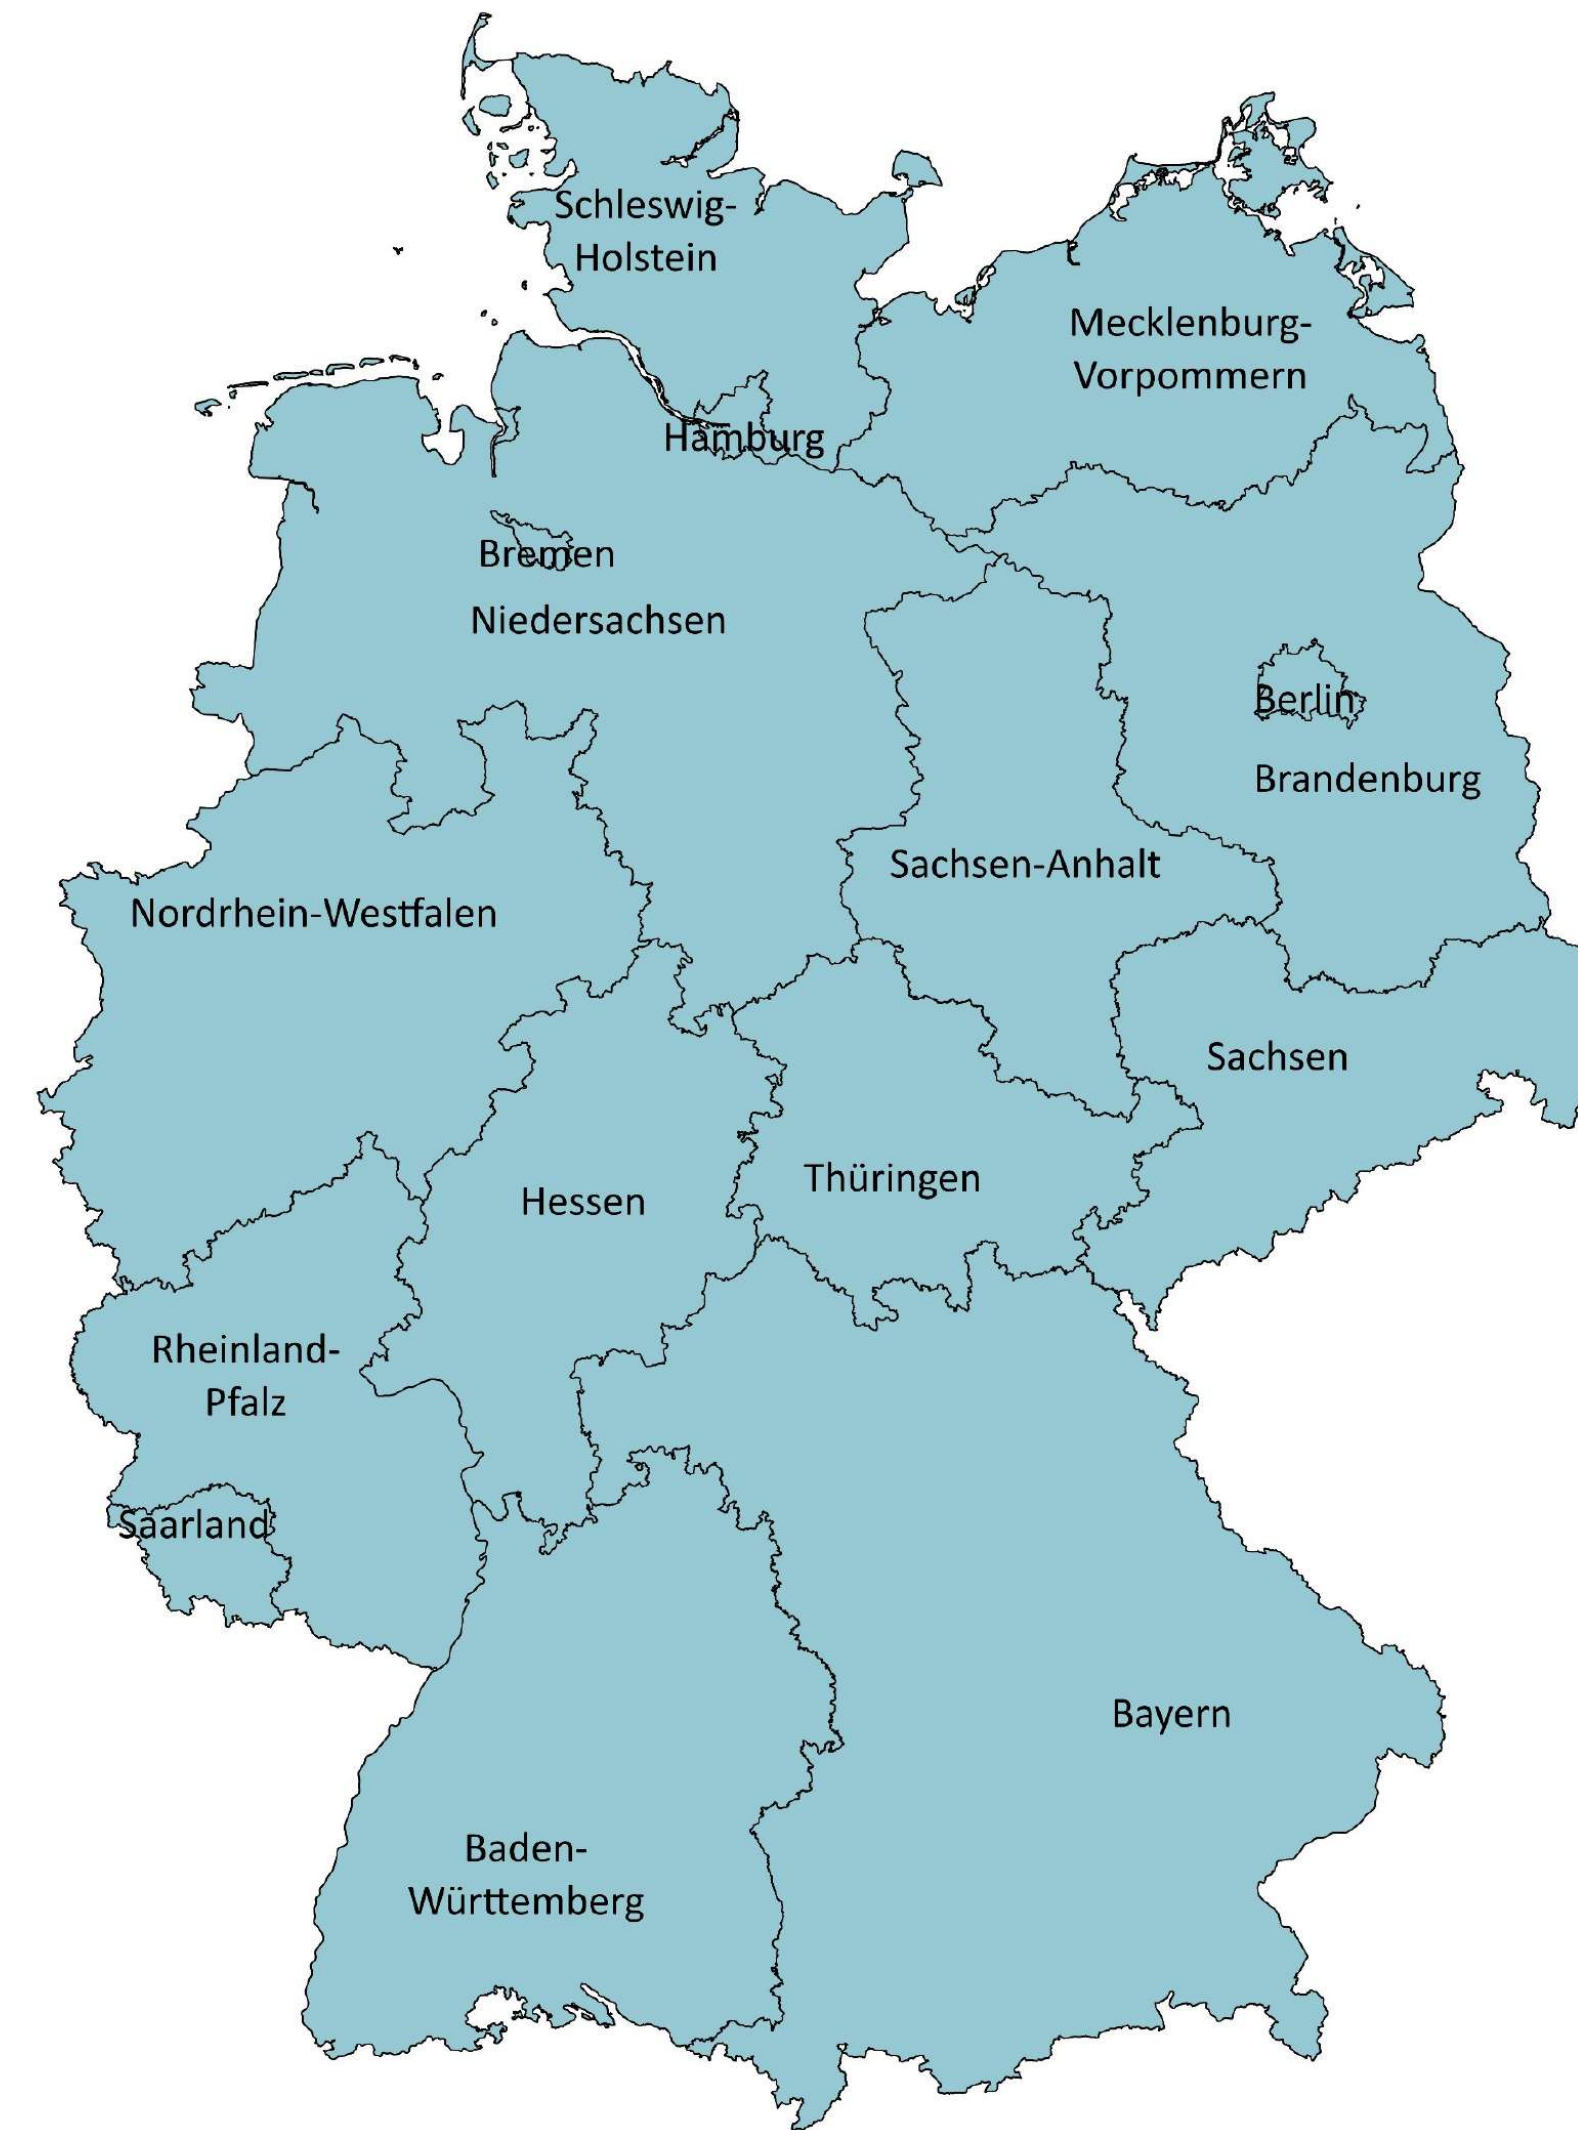 Schleswig-
Holstein
Mecklenburg-
Vorpommern
Hamburg
Bremen
Niedersachsen
Berlin
Brandenburg
Sachsen-Anhalt
Nordrhein-Westfalen
Sachsen
Thüringen
Hessen
Rheinland-
Pfalz
Saarland
Bayern
Baden-
Württemberg